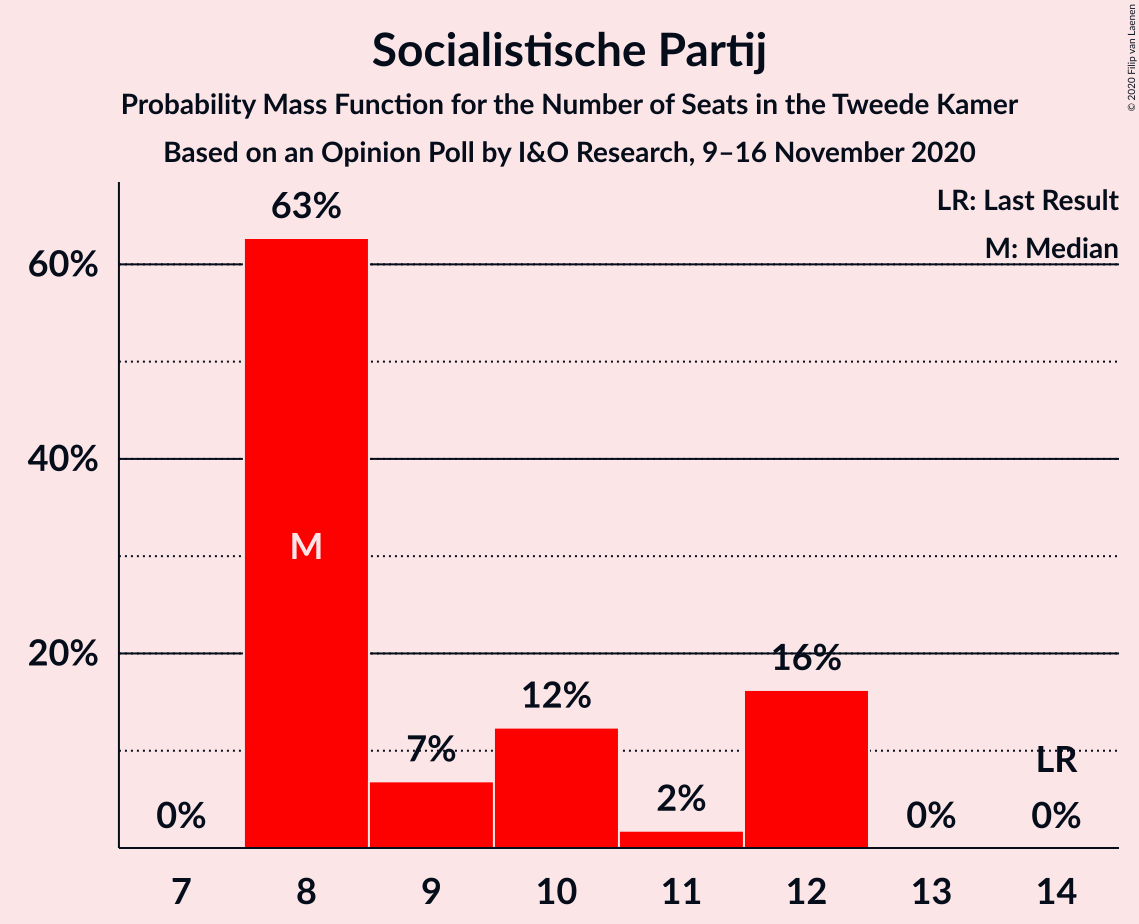 Socialistische Partij
Probability Mass Function for the Number of Seats in the Tweede Kamer
Based on an Opinion Poll by I&O Research, 9–16 November 2020
© 2020 Filip van Laenen
LR: Last Result
M: Median
60%
40%
20%
0%
63%
M
7%
12%
2%
16%
0%
LR
0%
7 8 9 10 11 12 13 14